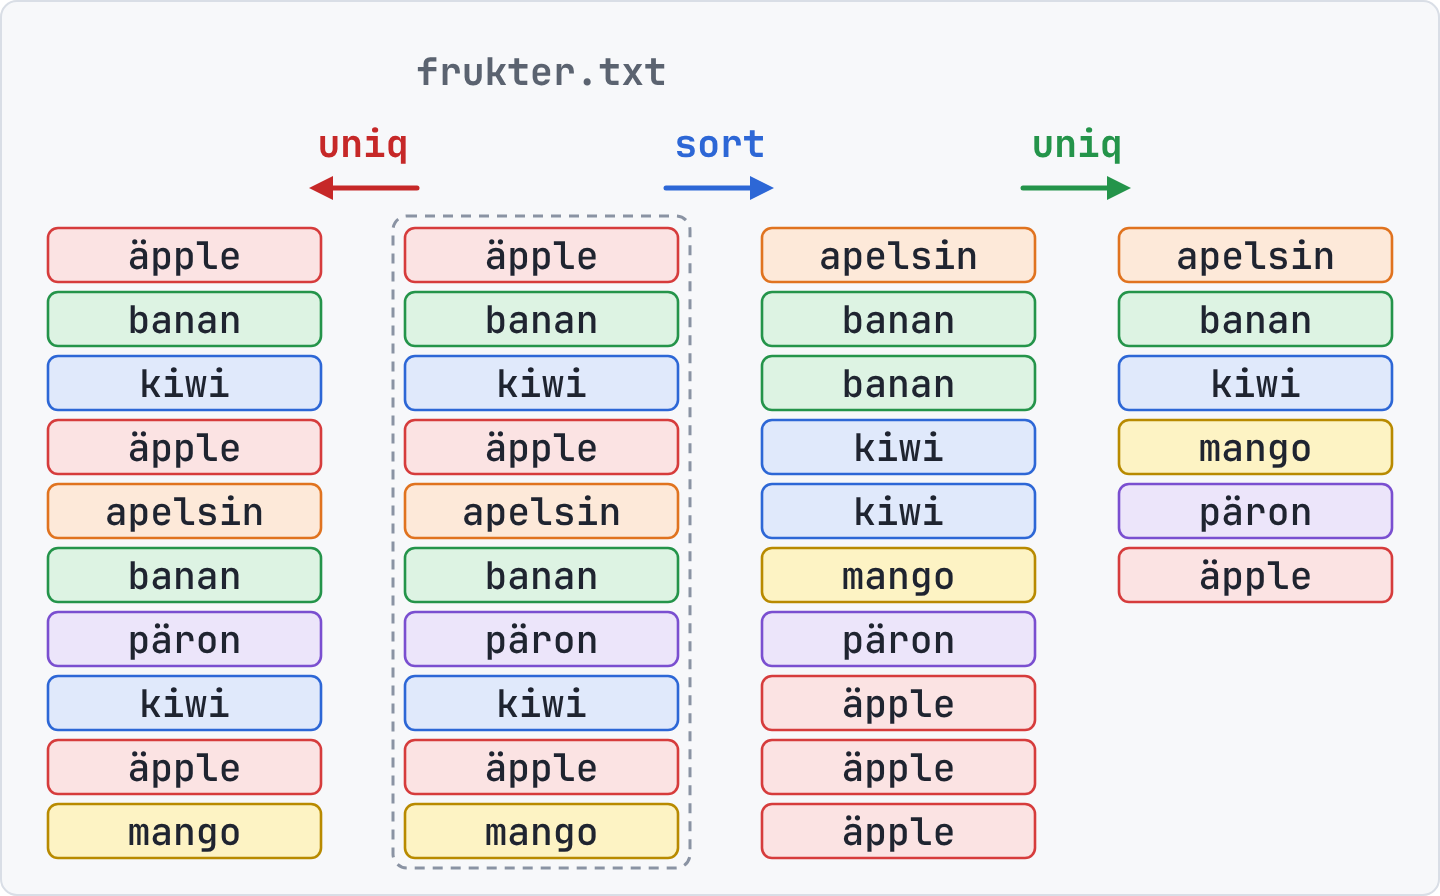 frukter.txt
uniq
sort
uniq
äpple
banan
kiwi
äpple
apelsin
banan
päron
kiwi
äpple
mango
äpple
banan
kiwi
äpple
apelsin
banan
päron
kiwi
äpple
mango
apelsin
banan
banan
kiwi
kiwi
mango
päron
äpple
äpple
äpple
apelsin
banan
kiwi
mango
päron
äpple